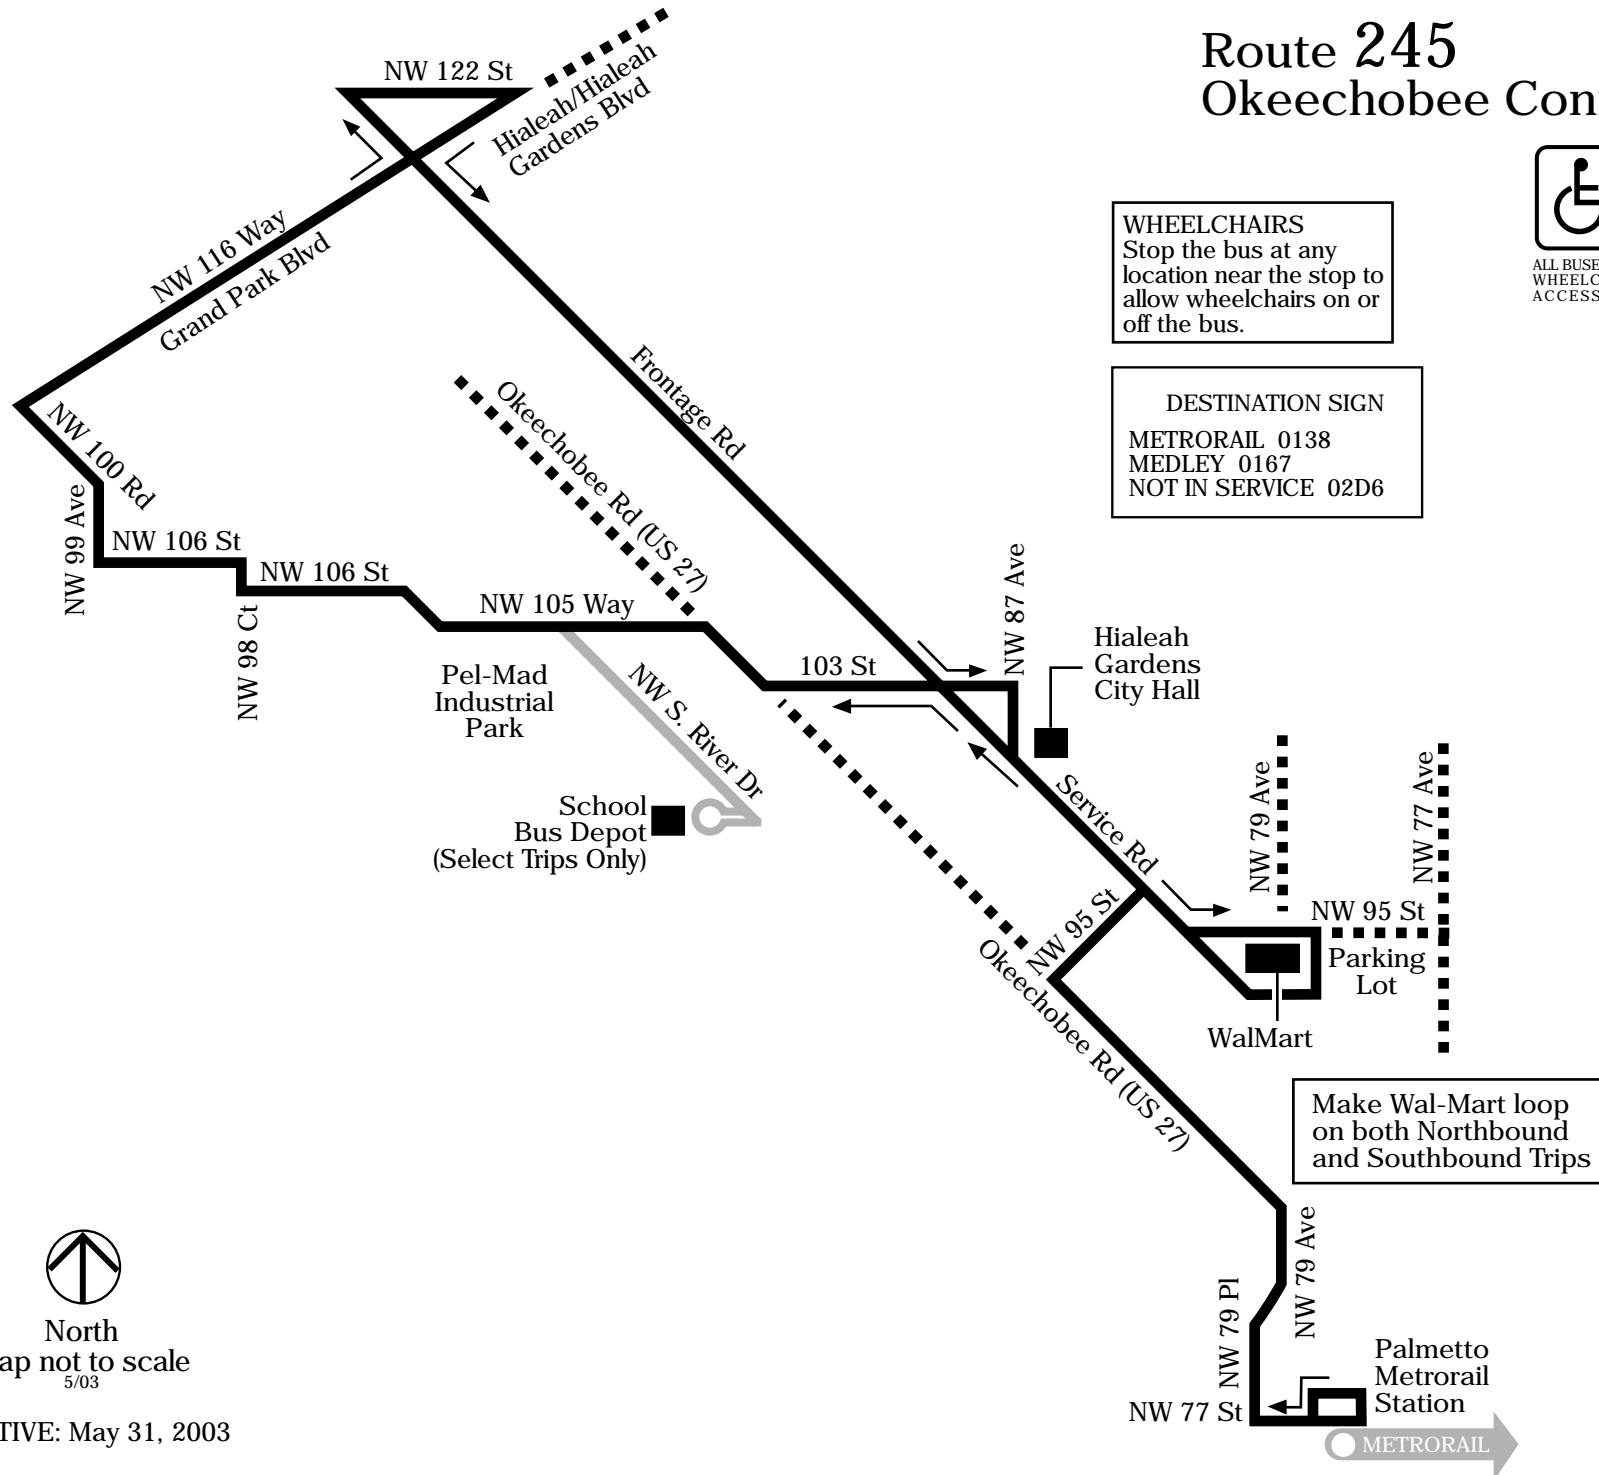 Route 245
Okeechobee
NW 122 St
Hialeah/Hialeah
Gardens Blvd
WHEELCHAIRS
Stop the bus at any
location near the stop to
allow wheelchairs on or
off the bus.
ALL
NW 116 Way
Grand Park Blvd
Frontage Rd
Okeechobee Rd (US 27)
DESTINATION SIGN
METRORAIL 0138
MEDLEY 0167
NOT IN SERVICE 02D6
NW 100 Rd
NW 99 Ave
NW 106 St
NW 98 Ct
NW 106 St
NW 105 Way
103 St
NW 87 Ave
Hialeah
Gardens
City Hall
Pel-Mad
Industrial
Park
NW S. River Dr
School
Bus Depot
(Select Trips Only)
Service Rd
NW 79 Ave
NW 77 Ave
NW 95 St
NW 95 St
Parking
Lot
WalMart
Okeechobee Rd (US 27)
Make Wal-Mart loop
on both Northbound
and Southbound Trips
NW 79 Ave
NW 79 Pl
NW 77 St
Palmetto
Metrorail
Station
METRORAIL
North
not to scale
5/03
May 31, 2003